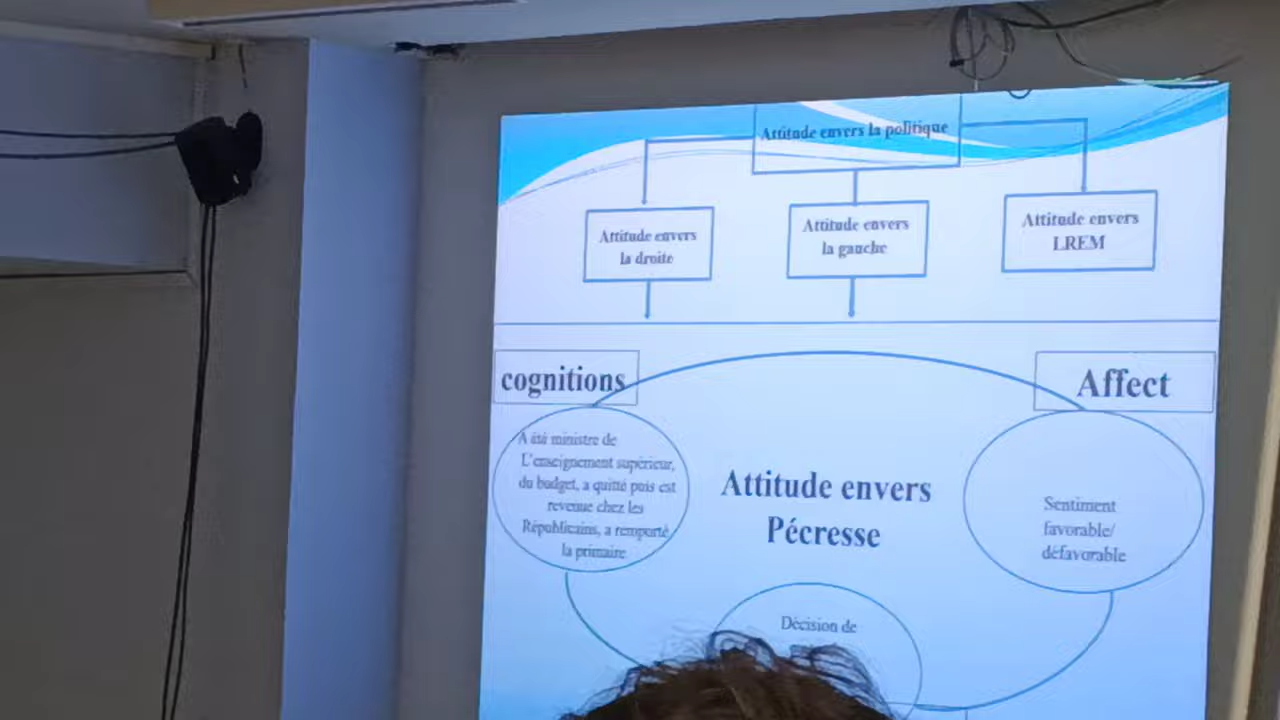 Attitude envers la politique
Attitude envers
la droite
Attitude envers
la gauche
Attitude envers
LREM
cognitions
Affect
A été ministre de
L'enseignement supérieur,
du budget, a quitté puis est
revenue chez les
Républicains, a remporté
la primaire
Attitude envers
Pécresse
Sentiment
favorable/
défavorable
Décision de